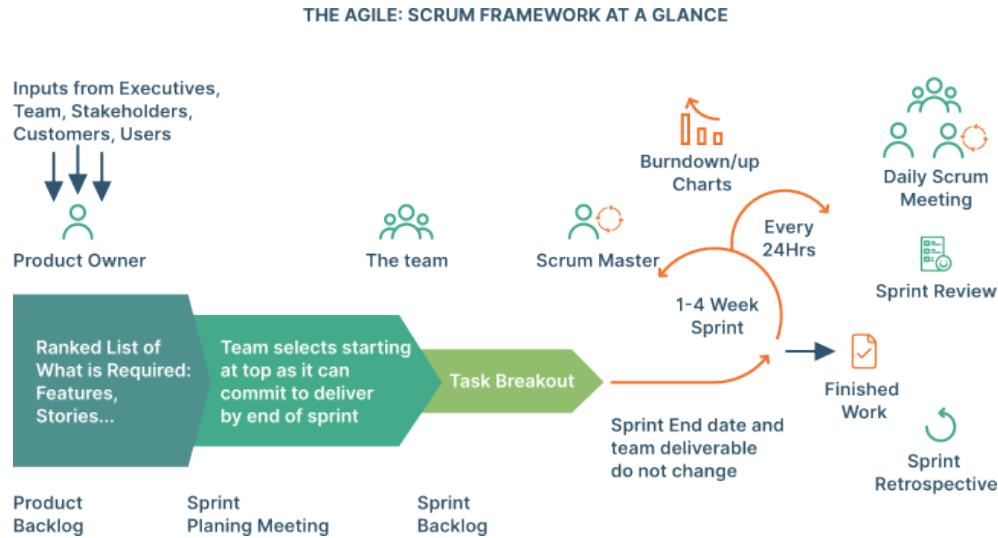 THE AGILE: SCRUM FRAMEWORK AT A GLANCE
Inputs from Executives,
Team, Stakeholders,
Customers, Users
Product Owner
The team
Scrum Master
Burndown/up
Charts
Every
24Hrs
1-4 Week
Sprint
Daily Scrum
Meeting
Sprint Review
Finished
Work
Sprint
Retrospective
Ranked List of
What is Required:
Features,
Stories...
Team selects starting
at top as it can
commit to deliver
by end of sprint
Task Breakout
Sprint End date and
team deliverable
do not change
Product
Backlog
Sprint
Planing Meeting
Sprint
Backlog